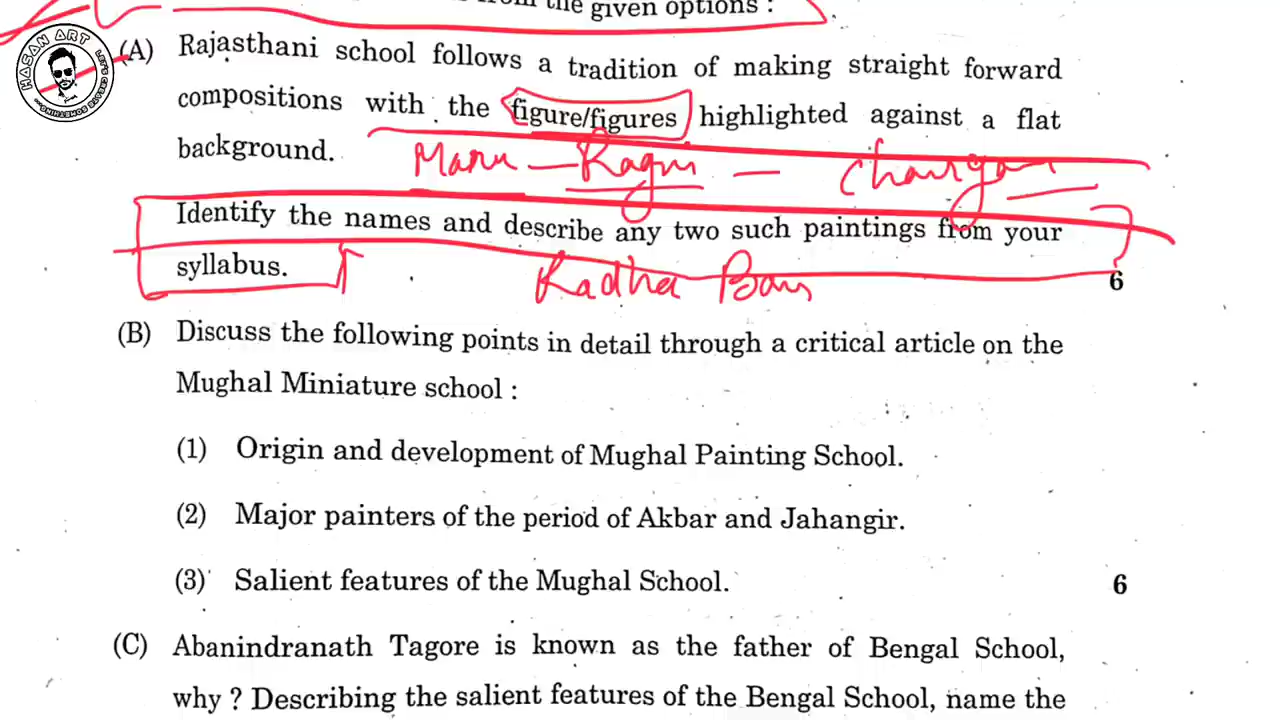 from the given options :
HASAN ART LET'S CREATE SOMETHING...
(A) Rajasthani school follows a tradition of making straight forward
compositions with the figure/figures highlighted against a flat
background.
Maru – Ragni – Chaugan
Identify the names and describe any two such paintings from your
syllabus. 6
Radha Bani
(B) Discuss the following points in detail through a critical article on the
Mughal Miniature school :
(1) Origin and development of Mughal Painting School.
(2) Major painters of the period of Akbar and Jahangir.
(3) Salient features of the Mughal School. 6
(C) Abanindranath Tagore is known as the father of Bengal School,
why ? Describing the salient features of the Bengal School, name the